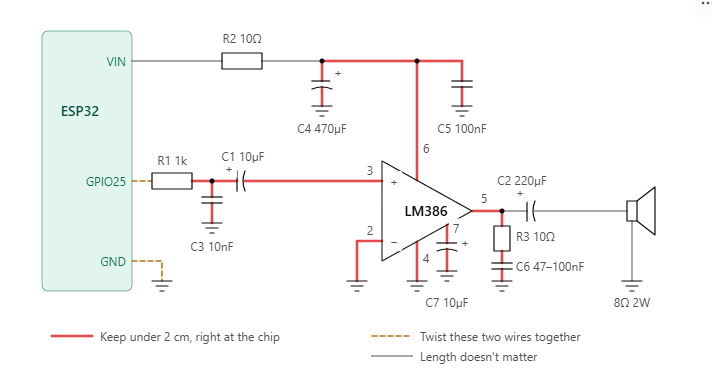 R2 10Ω
VIN
+
ESP32
C4 470µF
C5 100nF
6
R1 1k
C1 10µF
+
3
GPIO25
+
C2 220µF
+
5
LM386
C3 10nF
2
−
7
+
R3 10Ω
4
GND
C6 47–100nF
C7 10µF
8Ω 2W
Keep under 2 cm, right at the chip
Twist these two wires together
Length doesn't matter